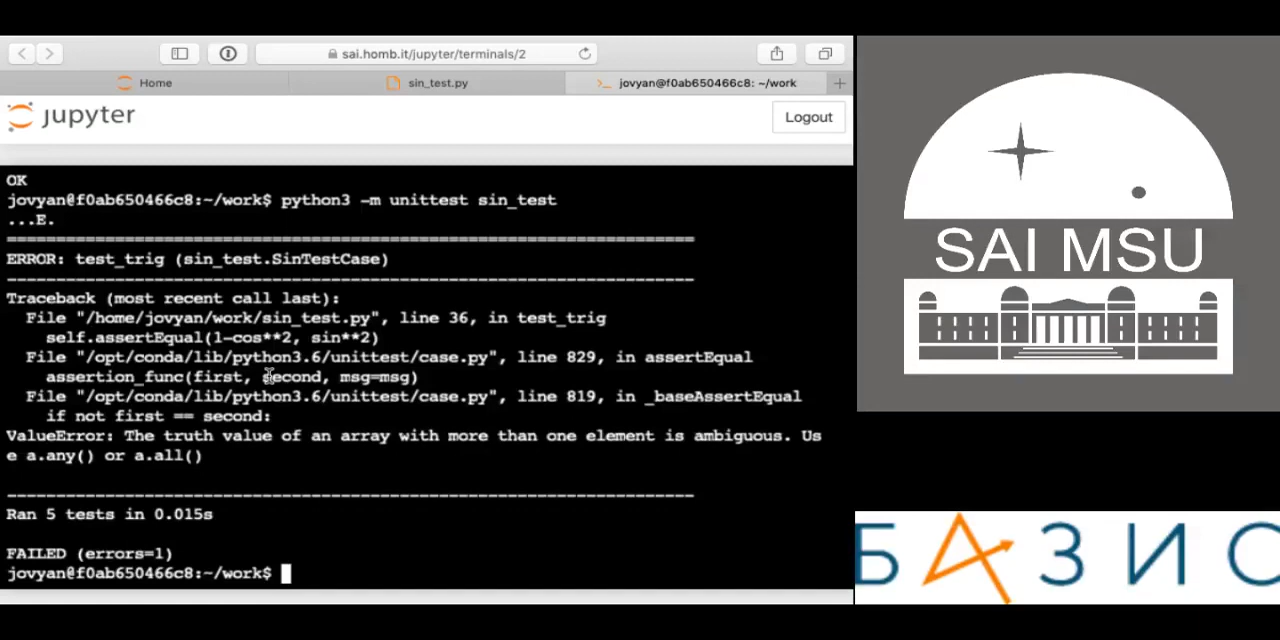 sai.homb.it/jupyter/terminals/2
Home
sin_test.py
jovyan@f0ab650466c8: ~/work
jupyter
Logout
OK
jovyan@f0ab650466c8:~/work$ python3 -m unittest sin_test
...E.
======================================================================
ERROR: test_trig (sin_test.SinTestCase)
----------------------------------------------------------------------
Traceback (most recent call last):
File "/home/jovyan/work/sin_test.py", line 36, in test_trig
self.assertEqual(1-cos**2, sin**2)
File "/opt/conda/lib/python3.6/unittest/case.py", line 829, in assertEqual
assertion_func(first, second, msg=msg)
File "/opt/conda/lib/python3.6/unittest/case.py", line 819, in _baseAssertEqual
if not first == second:
ValueError: The truth value of an array with more than one element is ambiguous. Us
e a.any() or a.all()
----------------------------------------------------------------------
Ran 5 tests in 0.015s
FAILED (errors=1)
jovyan@f0ab650466c8:~/work$
SAI MSU
БАЗИС